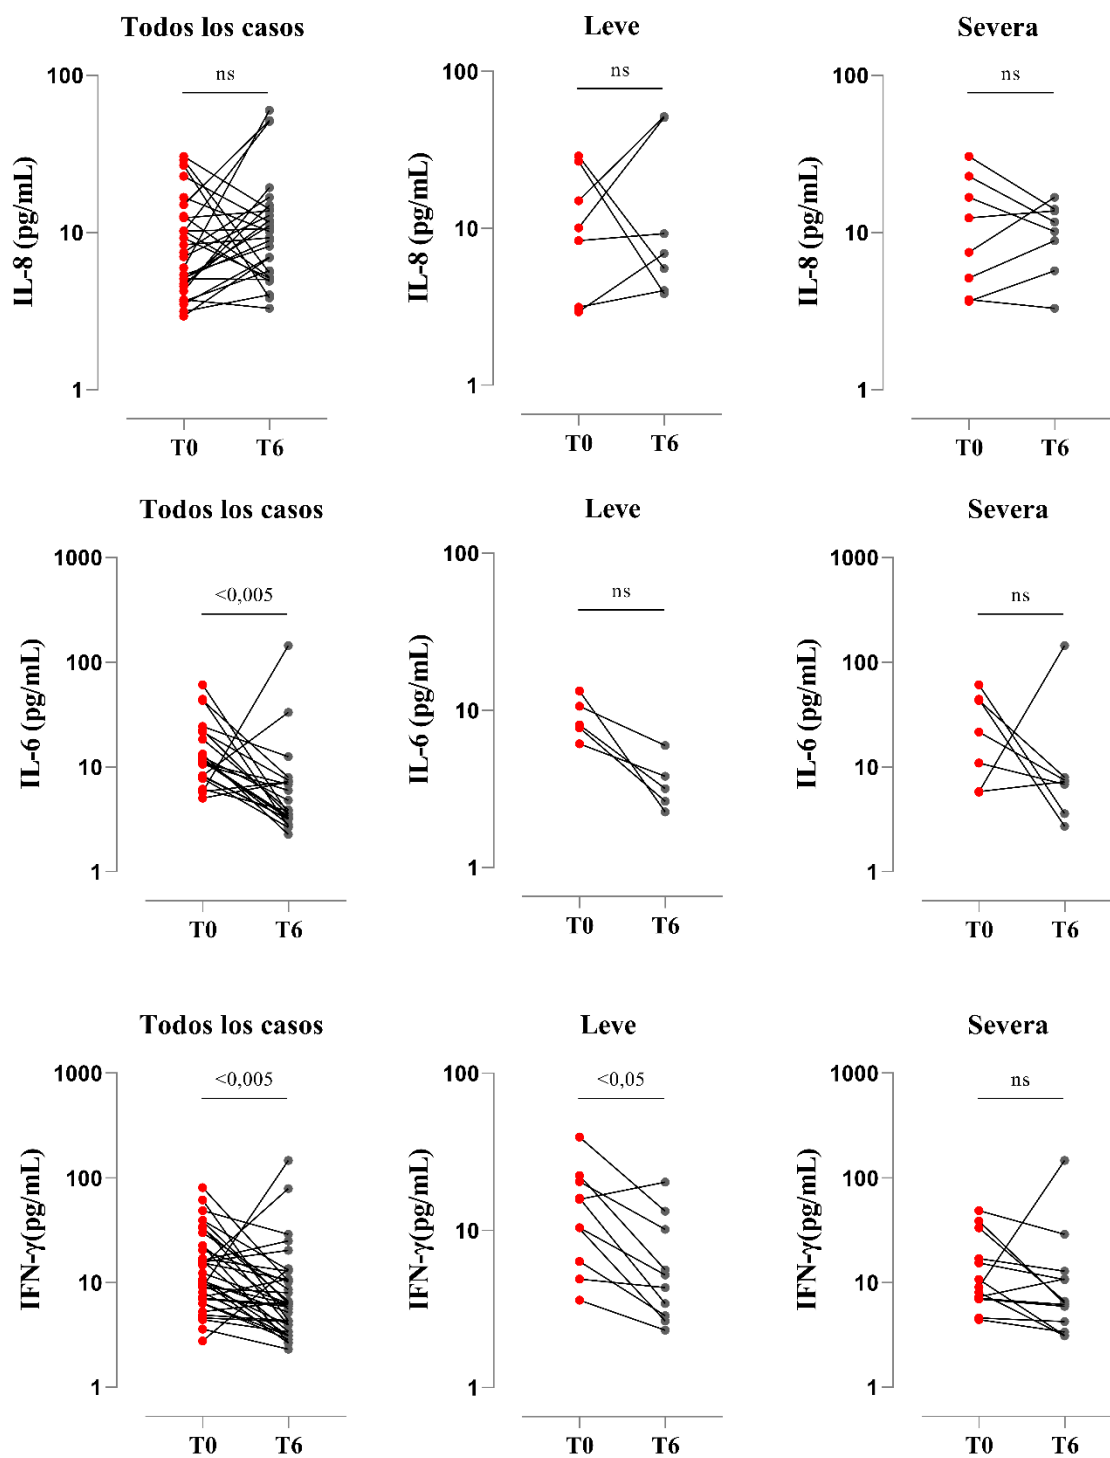 Todos los casos
Leve
Severa
ns
ns
ns
IL-8 (pg/mL)
100
10
1
T0 T6
IL-8 (pg/mL)
100
10
1
T0 T6
IL-8 (pg/mL)
100
10
1
T0 T6
Todos los casos
Leve
Severa
<0,005
ns
ns
IL-6 (pg/mL)
1000
100
10
1
T0 T6
IL-6 (pg/mL)
100
10
1
T0 T6
IL-6 (pg/mL)
1000
100
10
1
T0 T6
Todos los casos
Leve
Severa
<0,005
<0,05
ns
IFN-γ(pg/mL)
1000
100
10
1
T0 T6
IFN-γ(pg/mL)
100
10
1
T0 T6
IFN-γ(pg/mL)
1000
100
10
1
T0 T6